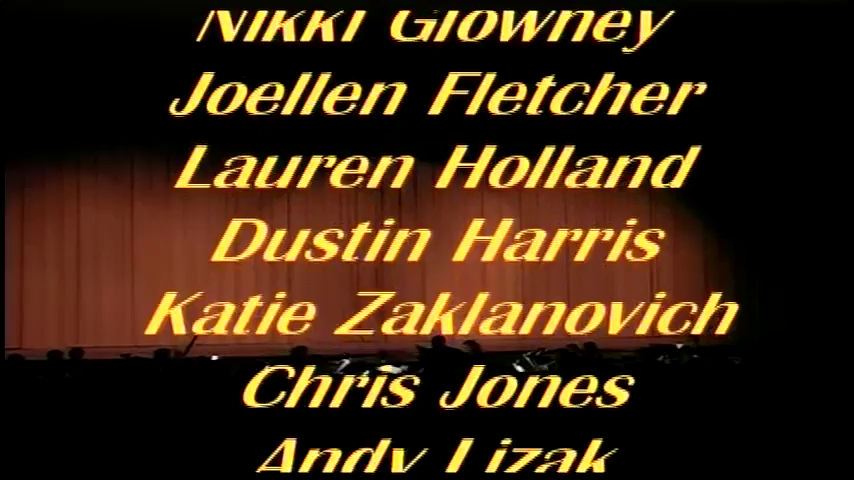 Nikki Glowney
Joellen Fletcher
Lauren Holland
Dustin Harris
Katie Zaklanovich
Chris Jones
Andy Lizak